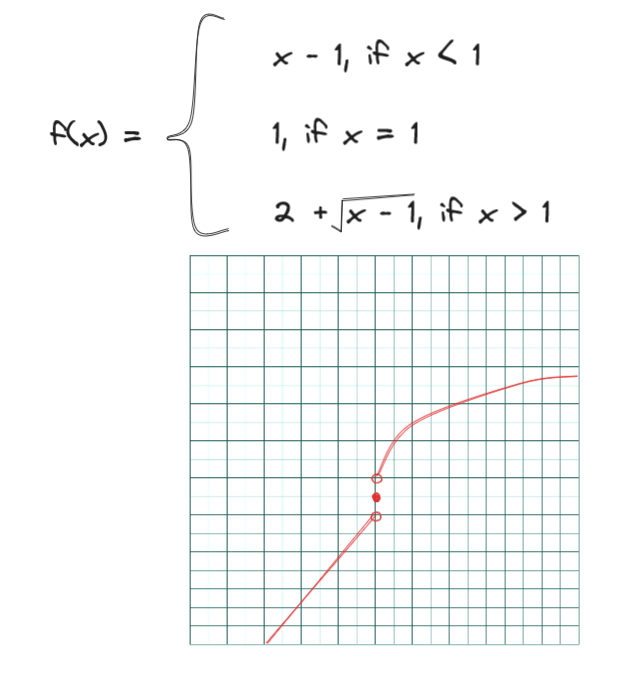 x - 1, if x < 1
f(x) = 1, if x = 1
2 + √x - 1, if x > 1